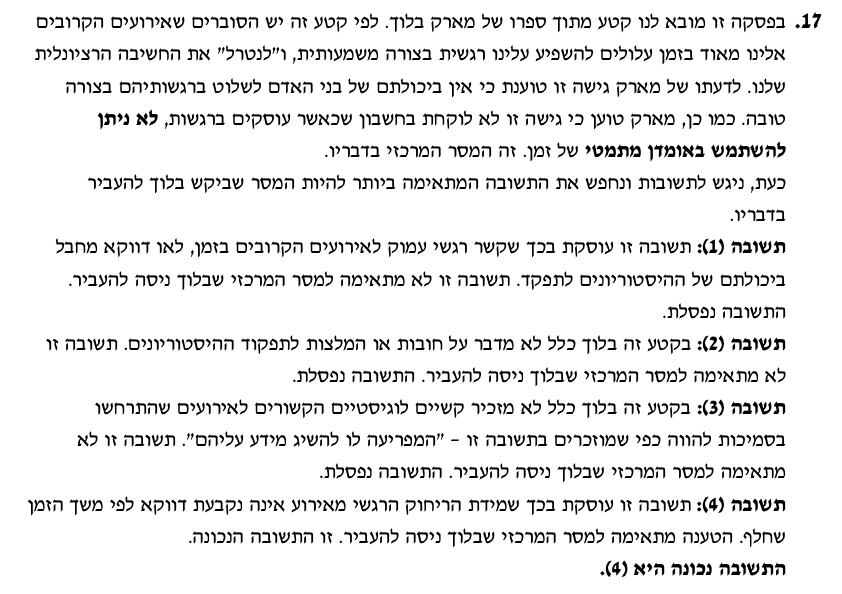 17. בפסקה זו מובא לנו קטע מתוך ספרו של מארק בלוך. לפי קטע זה יש הסוברים שאירועים הקרובים
אלינו מאוד בזמן עלולים להשפיע עלינו רגשית בצורה משמעותית, ו"לנטרל" את החשיבה הרציונלית
שלנו. לדעתו של מארק גישה זו טוענת כי אין ביכולתם של בני האדם לשלוט ברגשותיהם בצורה
טובה. כמו כן, מארק טוען כי גישה זו לא לוקחת בחשבון שכאשר עוסקים ברגשות, לא ניתן
להשתמש באומדן מתמטי של זמן. זה המסר המרכזי בדבריו.
כעת, ניגש לתשובות ונחפש את התשובה המתאימה ביותר להיות המסר שביקש בלוך להעביר
בדבריו.
תשובה (1): תשובה זו עוסקת בכך שקשר רגשי עמוק לאירועים הקרובים בזמן, לאו דווקא מחבל
ביכולתם של ההיסטוריונים לתפקד. תשובה זו לא מתאימה למסר המרכזי שבלוך ניסה להעביר.
התשובה נפסלת.
תשובה (2): בקטע זה בלוך כלל לא מדבר על חובות או המלצות לתפקוד ההיסטוריונים. תשובה זו
לא מתאימה למסר המרכזי שבלוך ניסה להעביר. התשובה נפסלת.
תשובה (3): בקטע זה בלוך כלל לא מזכיר קשיים לוגיסטיים הקשורים לאירועים שהתרחשו
בסמיכות להווה כפי שמוזכרים בתשובה זו – "המפריעה לו להשיג מידע עליהם". תשובה זו לא
מתאימה למסר המרכזי שבלוך ניסה להעביר. התשובה נפסלת.
תשובה (4): תשובה זו עוסקת בכך שמידת הריחוק הרגשי מאירוע אינה נקבעת דווקא לפי משך הזמן
שחלף. הטענה מתאימה למסר המרכזי שבלוך ניסה להעביר. זו התשובה הנכונה.
התשובה נכונה היא (4).